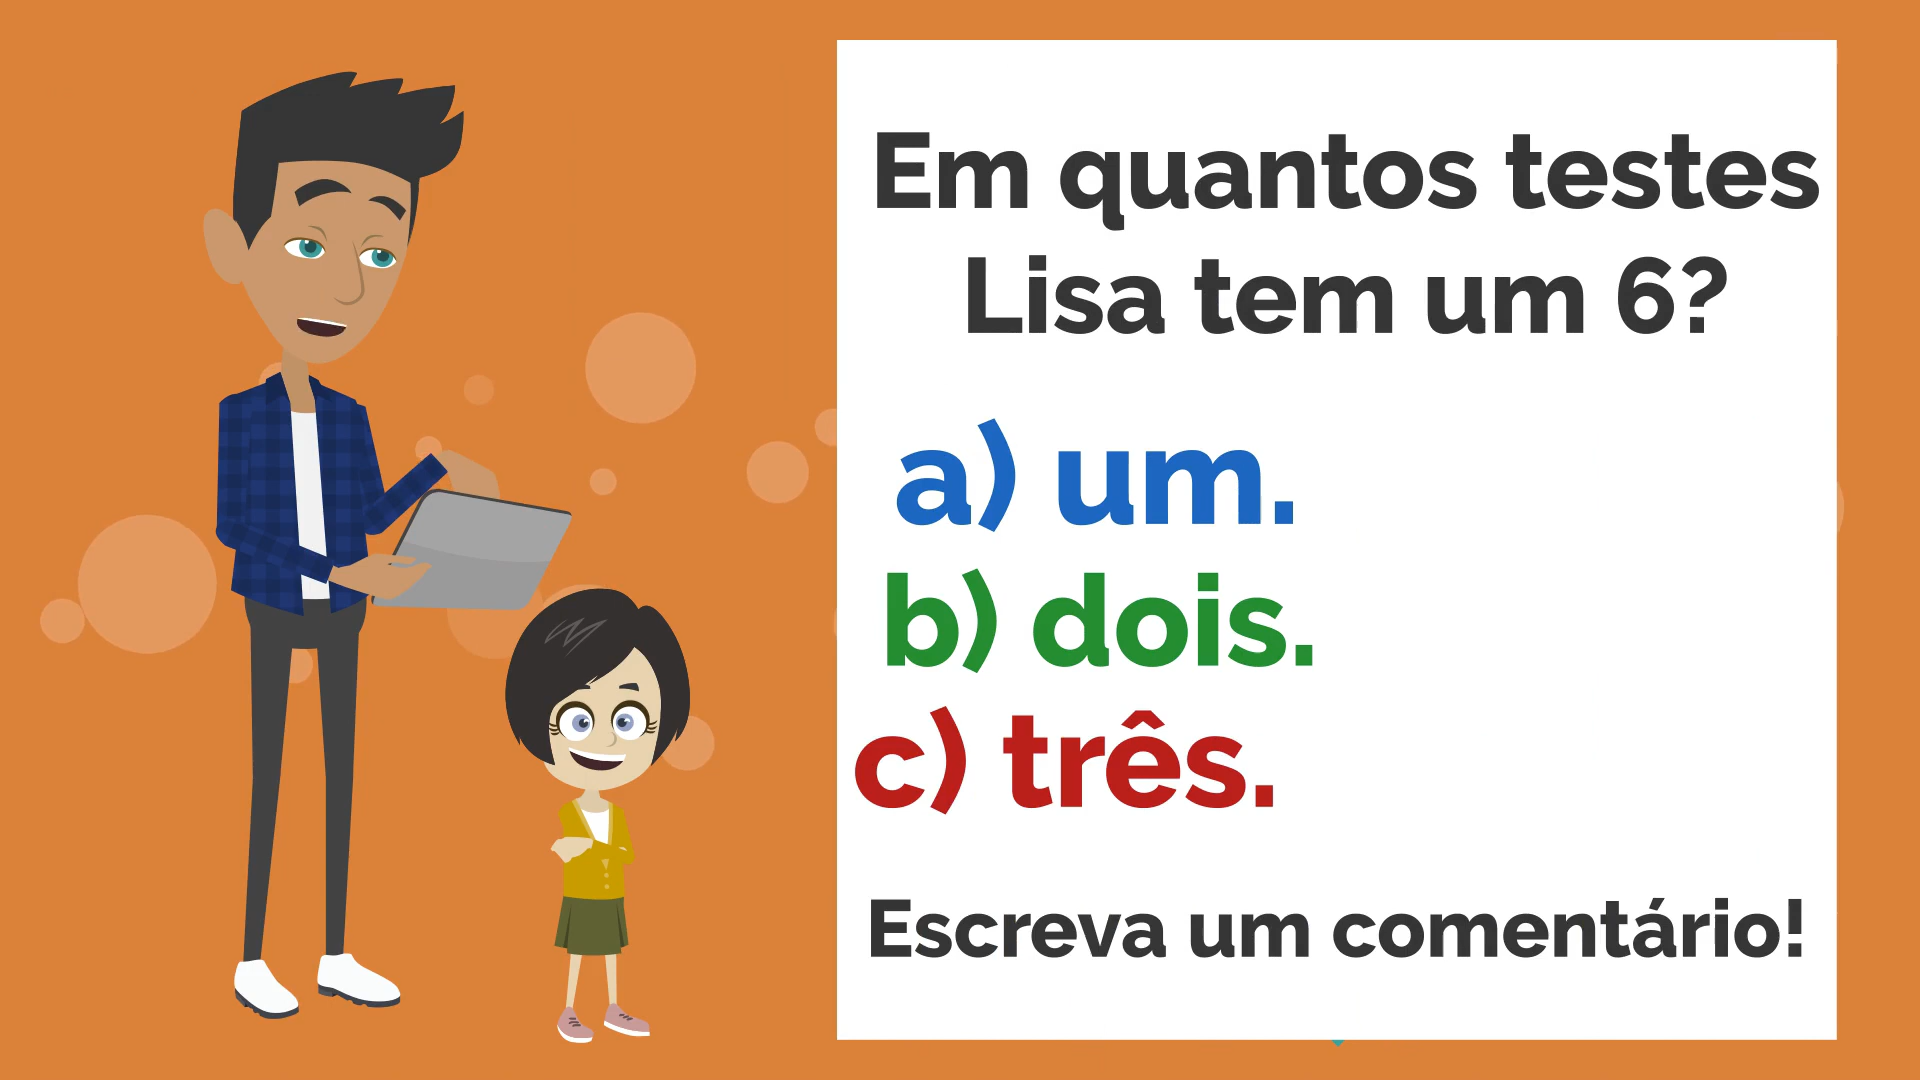 Em quantos testes
Lisa tem um 6?
a) um.
b) dois.
c) três.
Escreva um comentário!